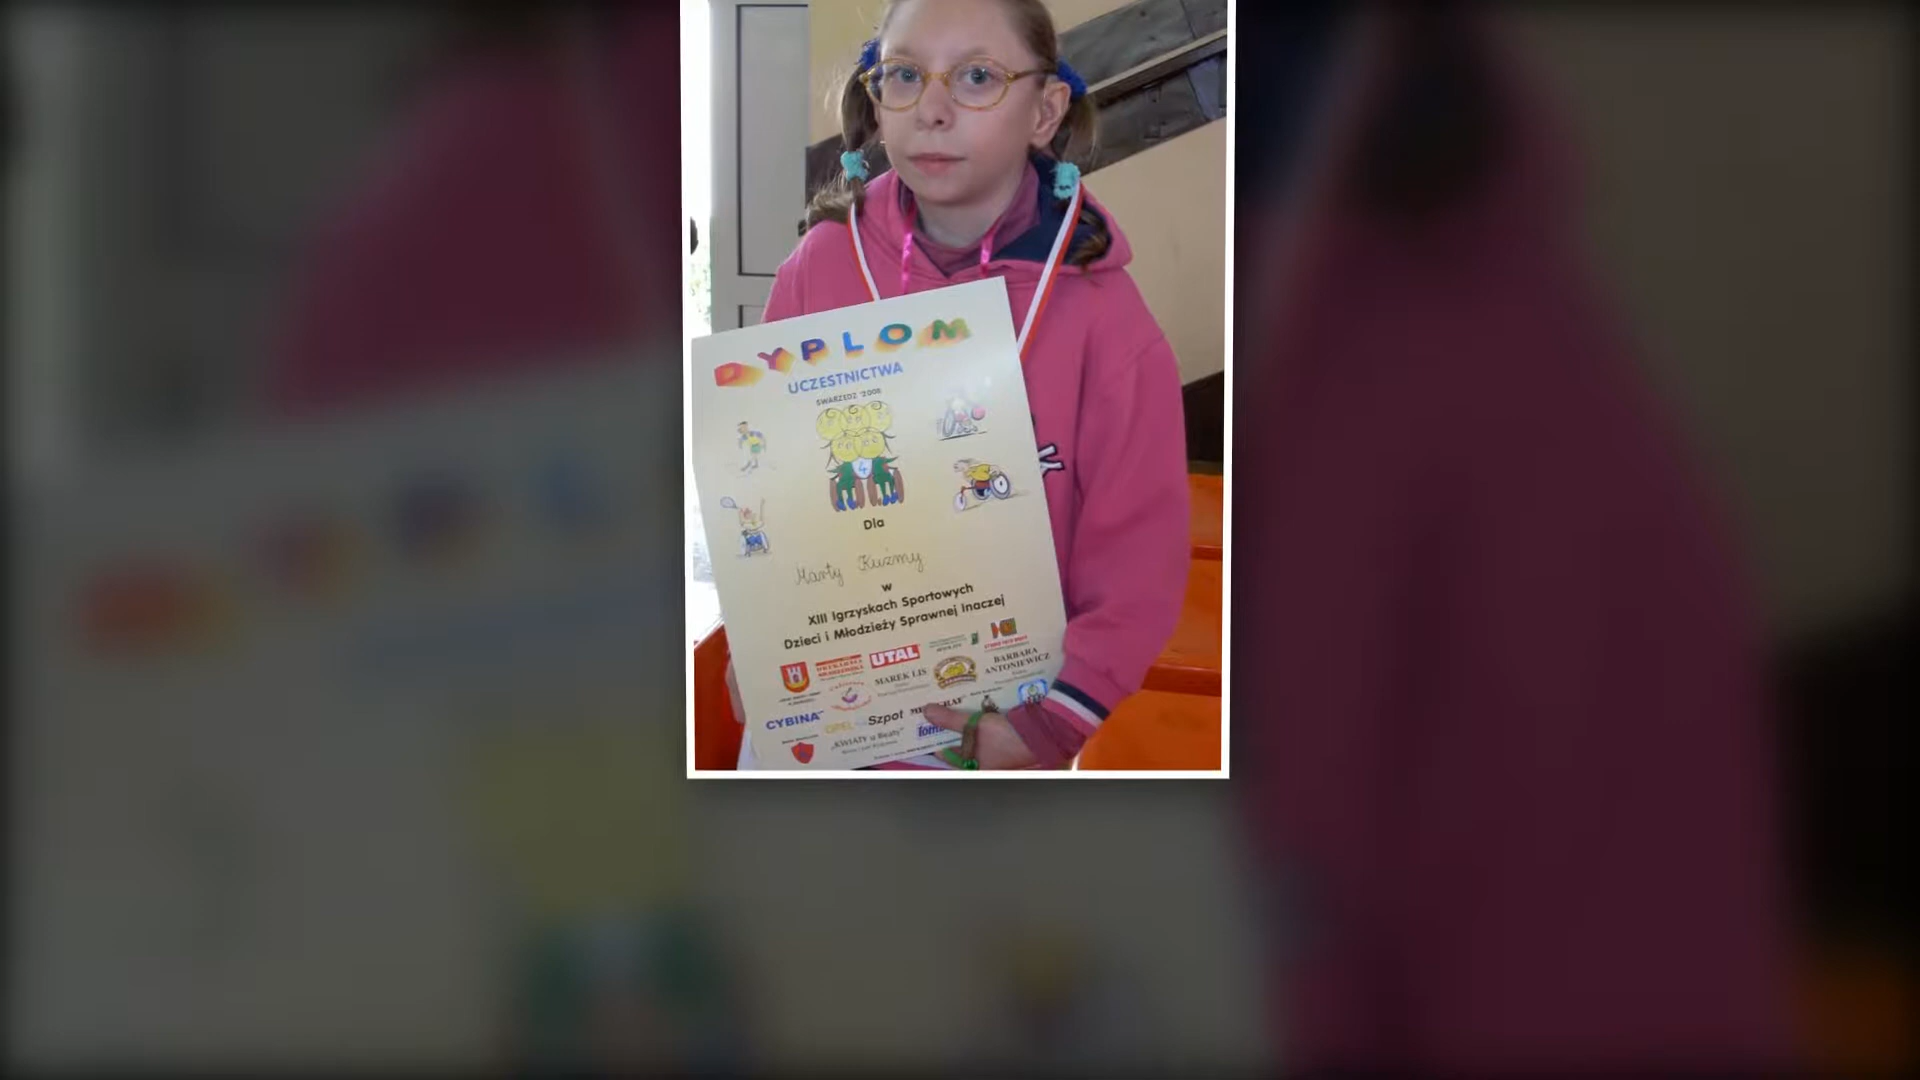 DYPLOM
UCZESTNICTWA
SWARZĘDZ '2006
4
Dla
Marty Kuźmy
w
XIII Igrzyskach Sportowych
Dzieci i Młodzieży Sprawnej Inaczej
UTAL
MAREK LIS
BARBARA
ANTONIEWICZ
CYBINA
OPEL Szpot
„KWIATY u Beaty"